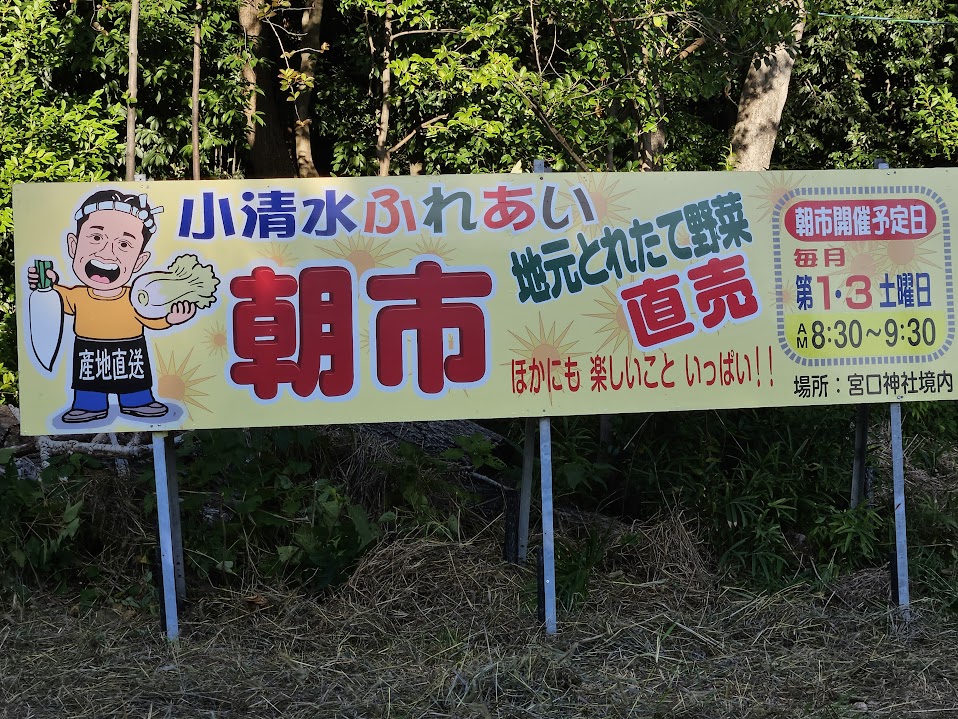 小清水ふれあい
朝市
産地直送
地元とれたて野菜
直売
ほかにも 楽しいこと いっぱい!!
朝市開催予定日
毎月
第1・3土曜日
AM8:30～9:30
場所：宮口神社境内